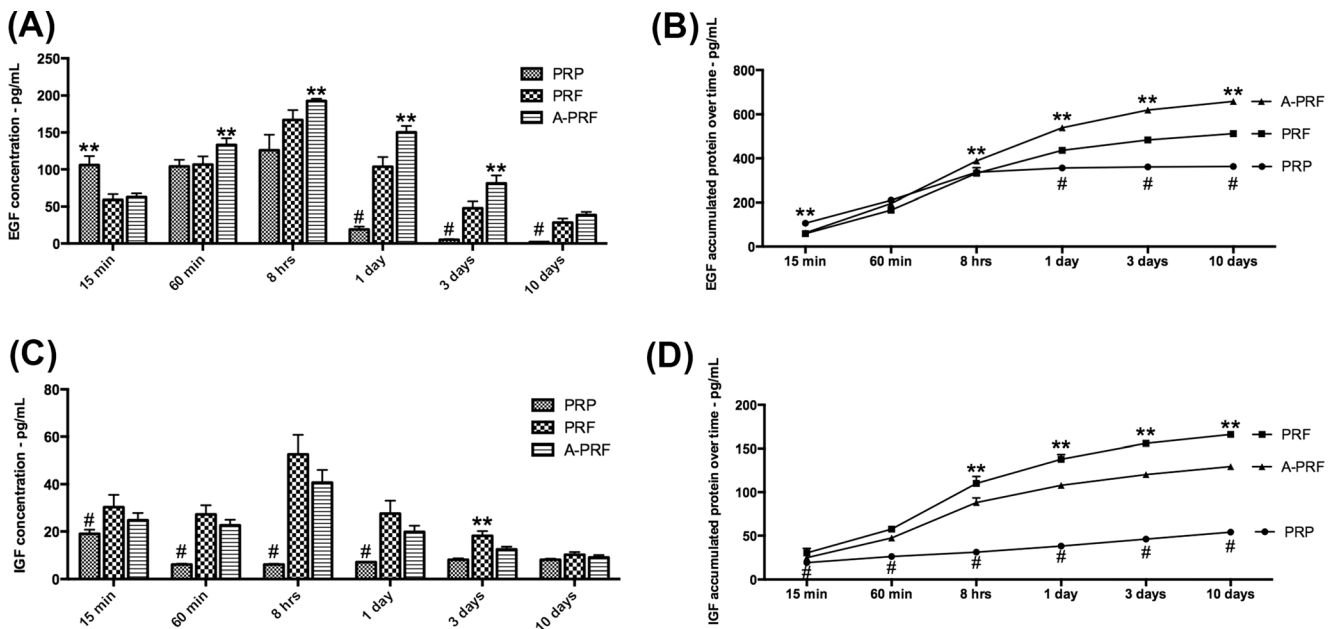 (A)
EGF concentration - pg/mL
250
200
150
100
50
0
PRP
PRF
A-PRF
**
**
**
**
**
#
#
#
15 min
60 min
8 hrs
1 day
3 days
10 days
(B)
EGF accumulated protein over time - pg/mL
800
600
400
200
0
**
**
**
**
**
#
#
#
A-PRF
PRF
PRP
15 min
60 min
8 hrs
1 day
3 days
10 days
(C)
IGF concentration - pg/mL
80
60
40
20
0
PRP
PRF
A-PRF
#
#
#
#
**
15 min
60 min
8 hrs
1 day
3 days
10 days
(D)
IGF accumulated protein over time - pg/mL
200
150
100
50
0
**
**
**
**
#
#
#
#
#
#
PRF
A-PRF
PRP
15 min
60 min
8 hrs
1 day
3 days
10 days